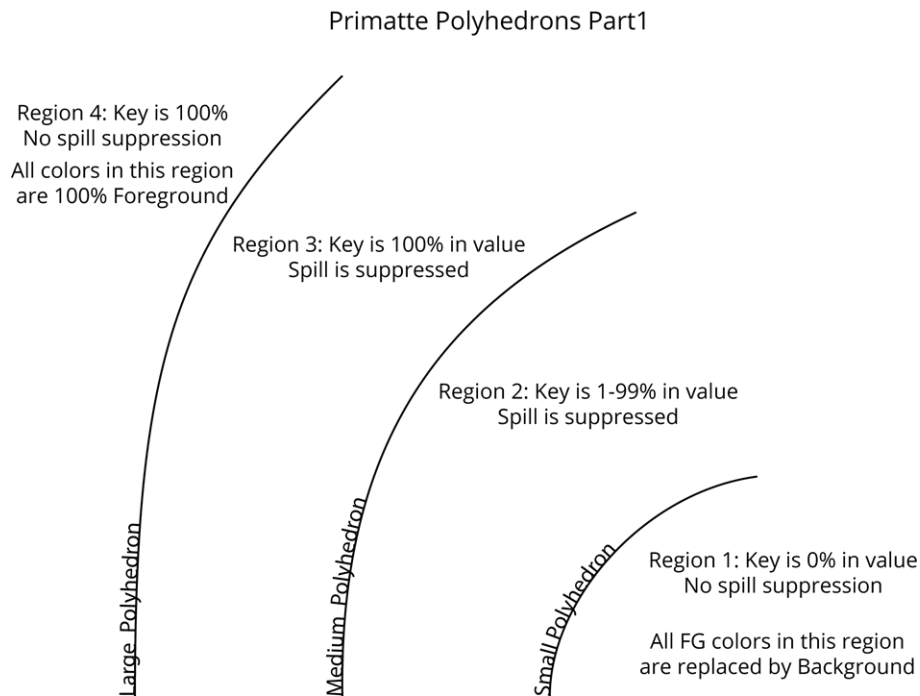 Primatte Polyhedrons Part1
Region 4: Key is 100%
No spill suppression
All colors in this region
are 100% Foreground
Region 3: Key is 100% in value
Spill is suppressed
Region 2: Key is 1-99% in value
Spill is suppressed
Region 1: Key is 0% in value
No spill suppression
All FG colors in this region
are replaced by Background
Large Polyhedron
Medium Polyhedron
Small Polyhedron